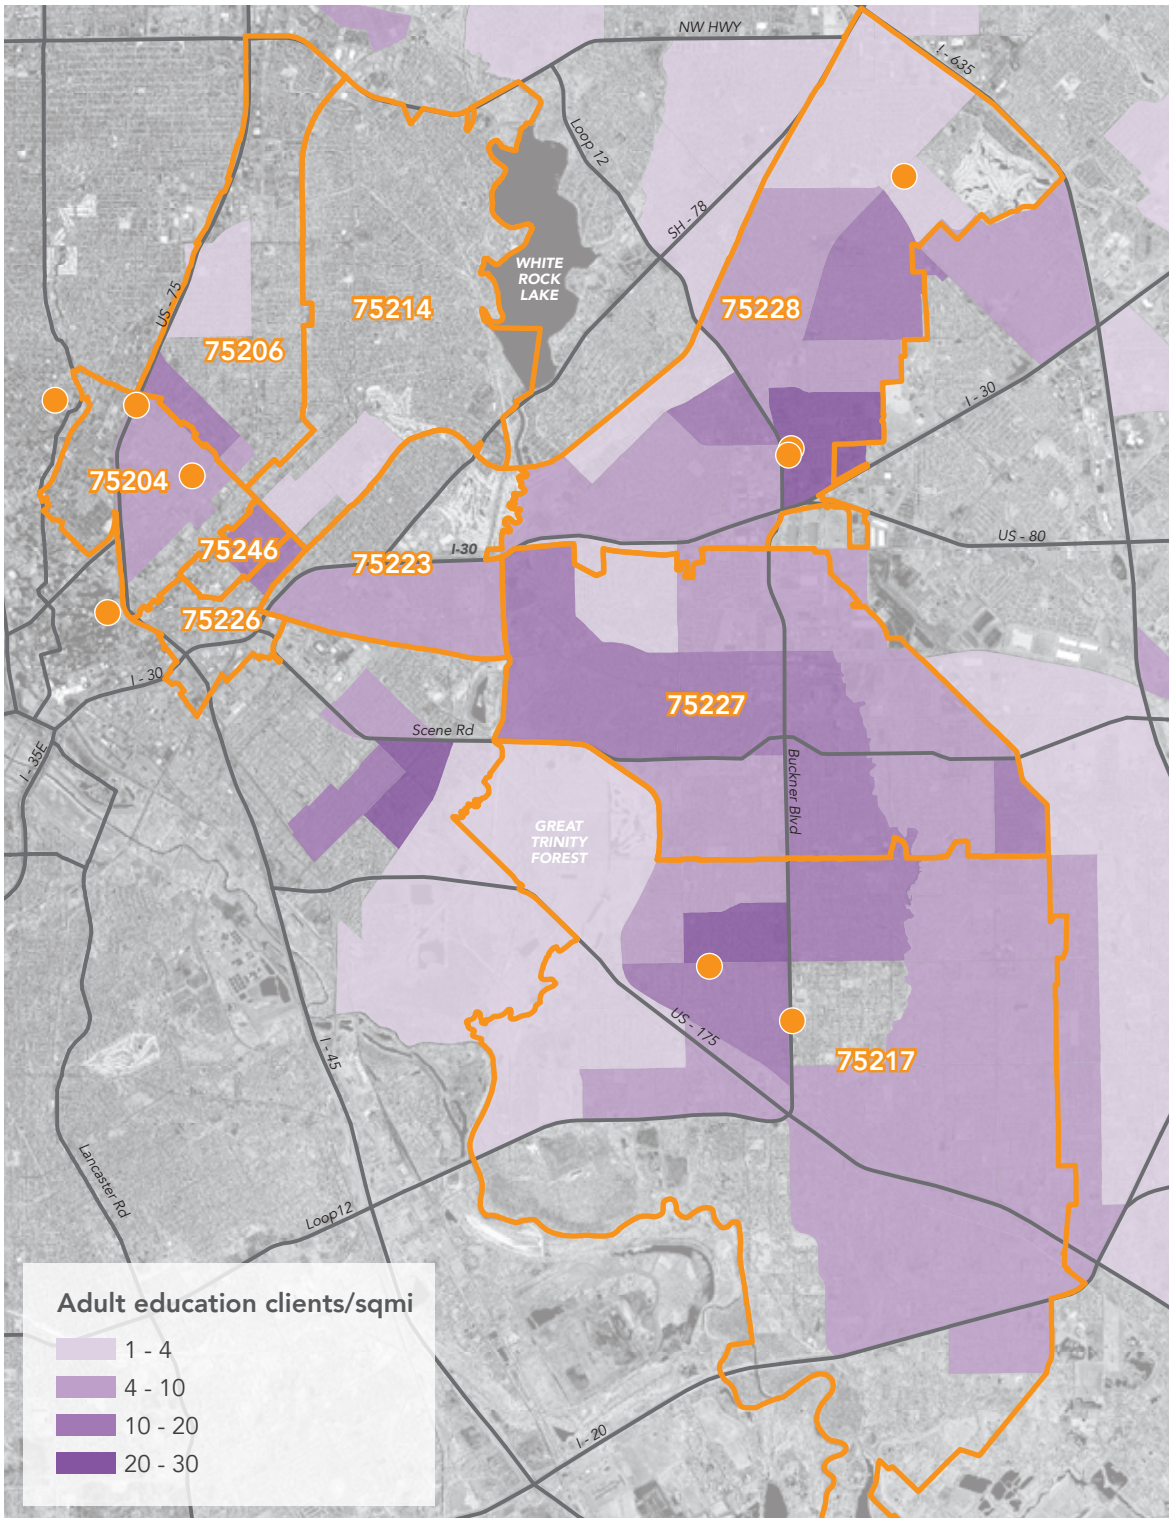 NW HWY
I - 635
Loop 12
SH - 78
WHITE
ROCK
LAKE
US - 75
75214
75228
75206
I - 30
75204
US - 80
75246
I-30
75223
75226
I - 30
75227
Scene Rd
I - 35E
Buckner Blvd
GREAT
TRINITY
FOREST
US - 175
I - 45
75217
Lancaster Rd
Loop12
I - 20
Adult education clients/sqmi
1 - 4
4 - 10
10 - 20
20 - 30